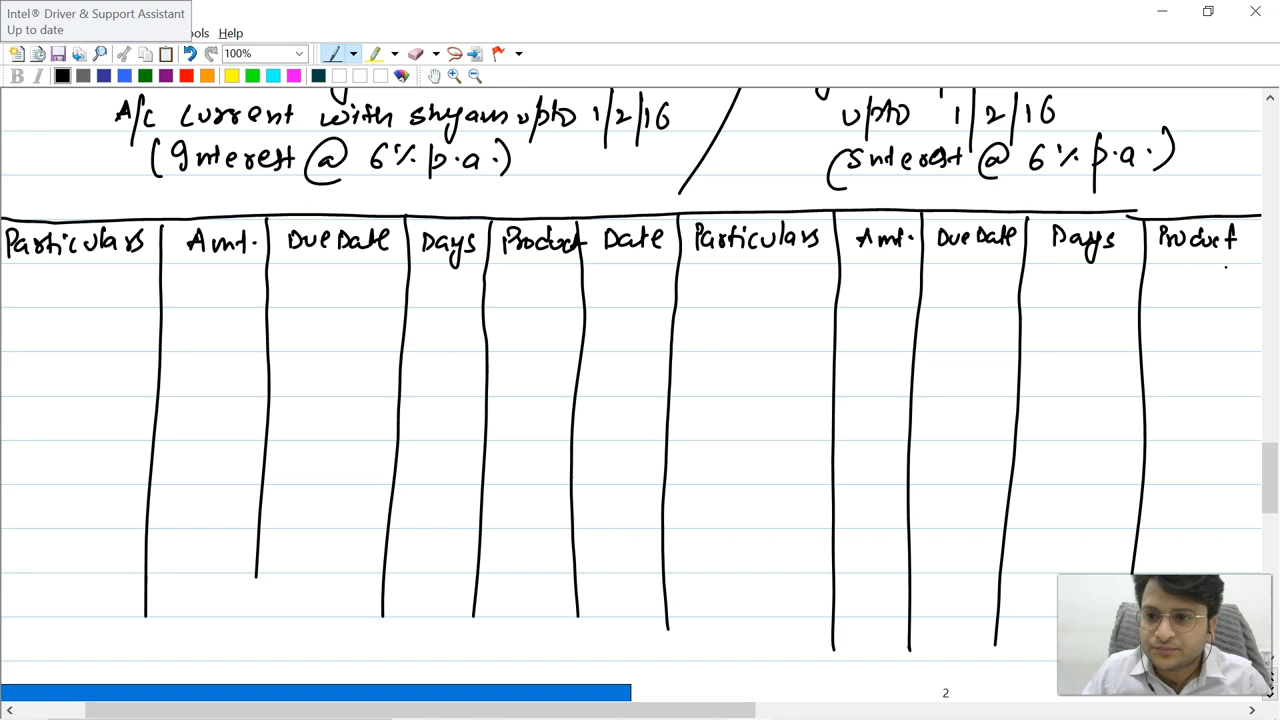 Intel® Driver & Support Assistant
Up to date
ools Help
100%
B I
A/c current with shyam upto 1/2/16
(Interest @ 6% p.a.)
upto 1/2/16
(Interest @ 6% p.a.)
Particulars Amt. Due Date Days Product Date Particulars Amt. Due Date Days Product
2